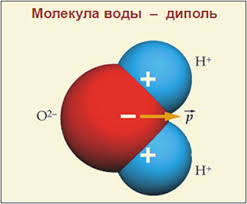 Молекула воды – диполь
H⁺
+
O²⁻
–
p⃗
+
H⁺